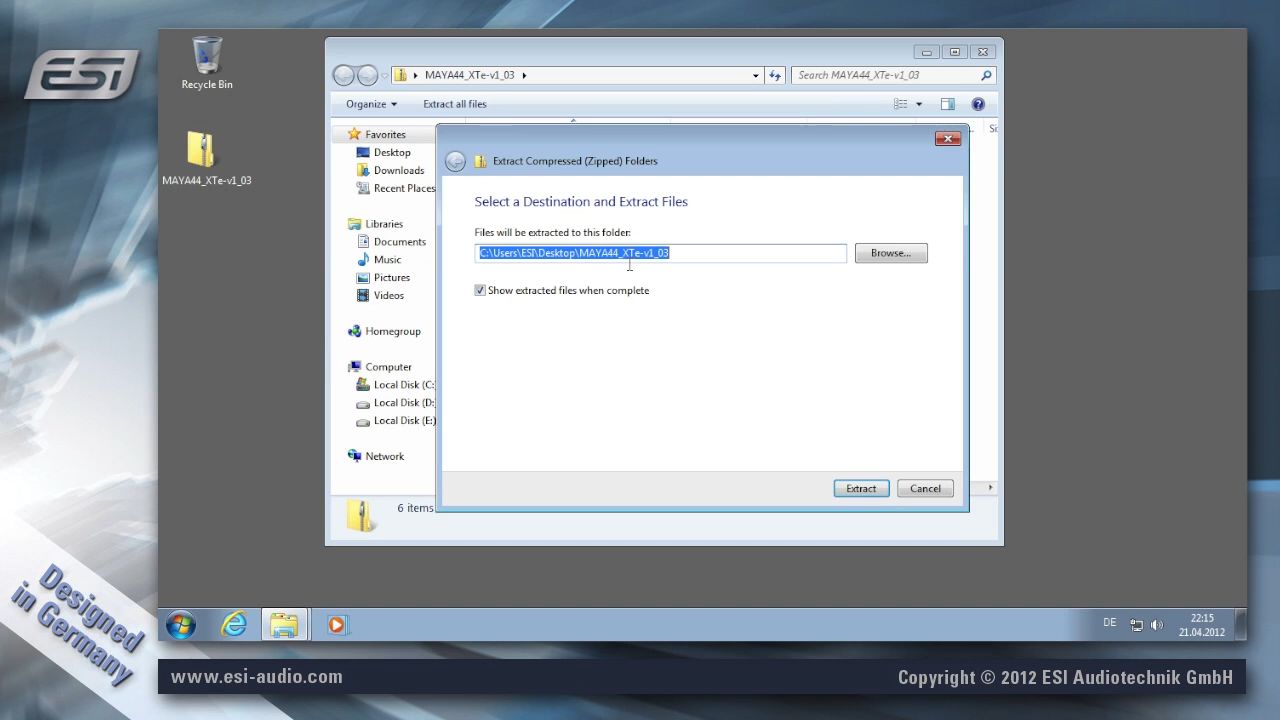 ESI
Recycle Bin
MAYA44_XTe-v1_03
MAYA44_XTe-v1_03
Search MAYA44_XTe-v1_03
Organize
Extract all files
Favorites
Desktop
Downloads
Recent Places
Libraries
Documents
Music
Pictures
Videos
Homegroup
Computer
Local Disk (C:
Local Disk (D:
Local Disk (E:)
Network
6 items
Si
Extract Compressed (Zipped) Folders
Select a Destination and Extract Files
Files will be extracted to this folder:
C:\Users\ESI\Desktop\MAYA44_XTe-v1_03
Browse...
Show extracted files when complete
Extract
Cancel
DE
22:15
21.04.2012
Designed
in Germany
www.esi-audio.com
Copyright © 2012 ESI Audiotechnik GmbH